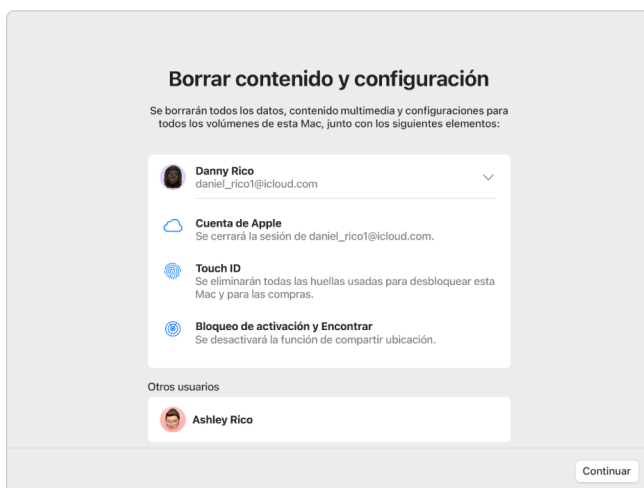 Borrar contenido y configuración
Se borrarán todos los datos, contenido multimedia y configuraciones para
todos los volúmenes de esta Mac, junto con los siguientes elementos:
Danny Rico
daniel_rico1@icloud.com
Cuenta de Apple
Se cerrará la sesión de daniel_rico1@icloud.com.
Touch ID
Se eliminarán todas las huellas usadas para desbloquear esta
Mac y para las compras.
Bloqueo de activación y Encontrar
Se desactivará la función de compartir ubicación.
Otros usuarios
Ashley Rico
Continuar